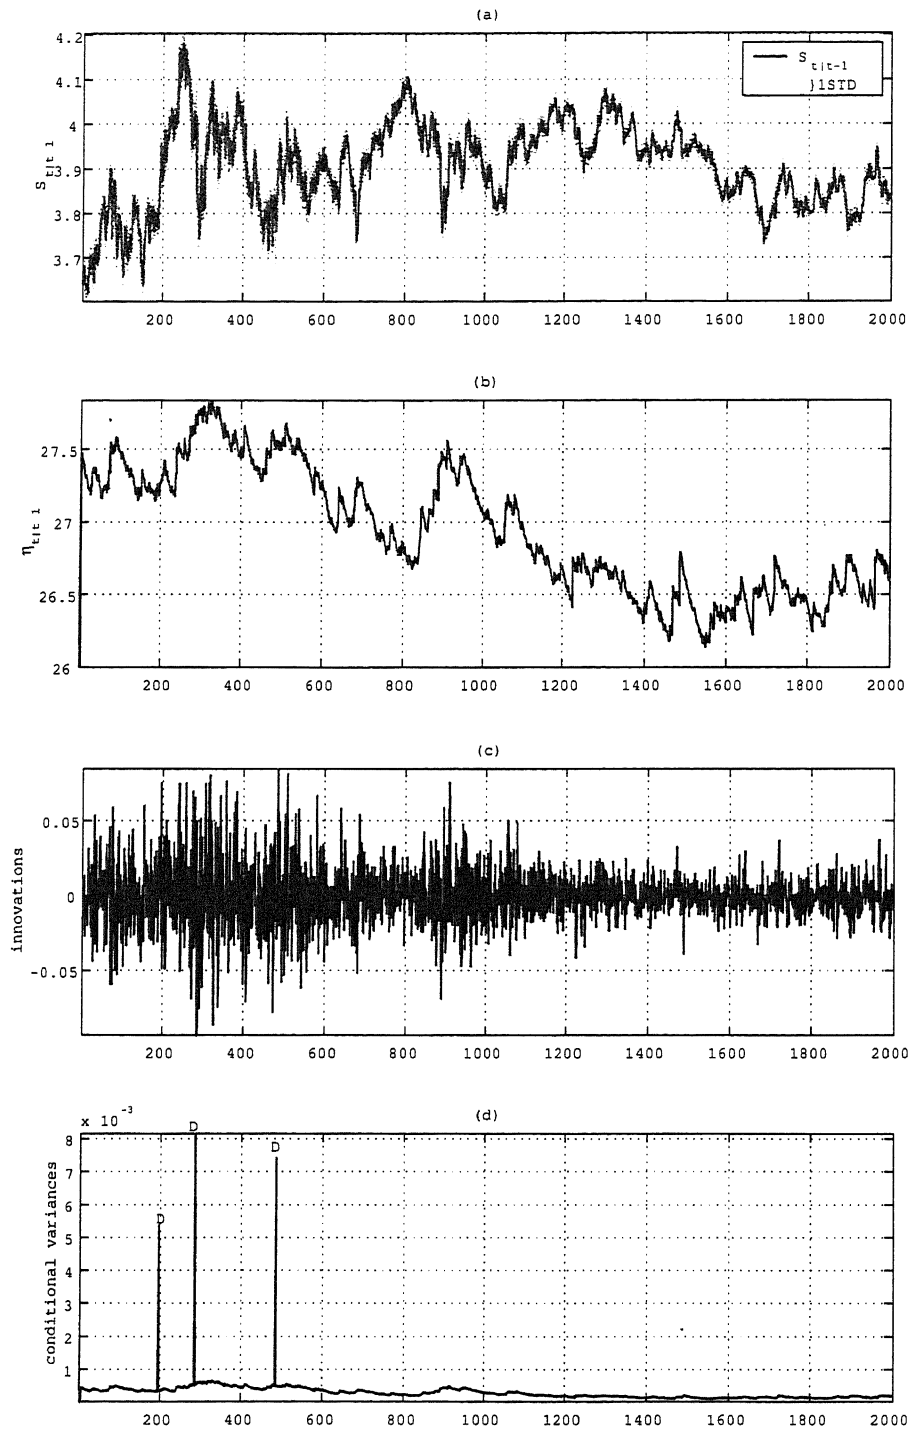 (a)
4.2
4.1
4
3.9
3.8
3.7
S t|t 1
S t|t-1
}1STD
200 400 600 800 1000 1200 1400 1600 1800 2000
(b)
27.5
27
26.5
26
η t|t 1
200 400 600 800 1000 1200 1400 1600 1800 2000
(c)
0.05
0
-0.05
innovations
200 400 600 800 1000 1200 1400 1600 1800 2000
(d)
x 10 -3
8
7
6
5
4
3
2
1
conditional variances
D
D
D
200 400 600 800 1000 1200 1400 1600 1800 2000